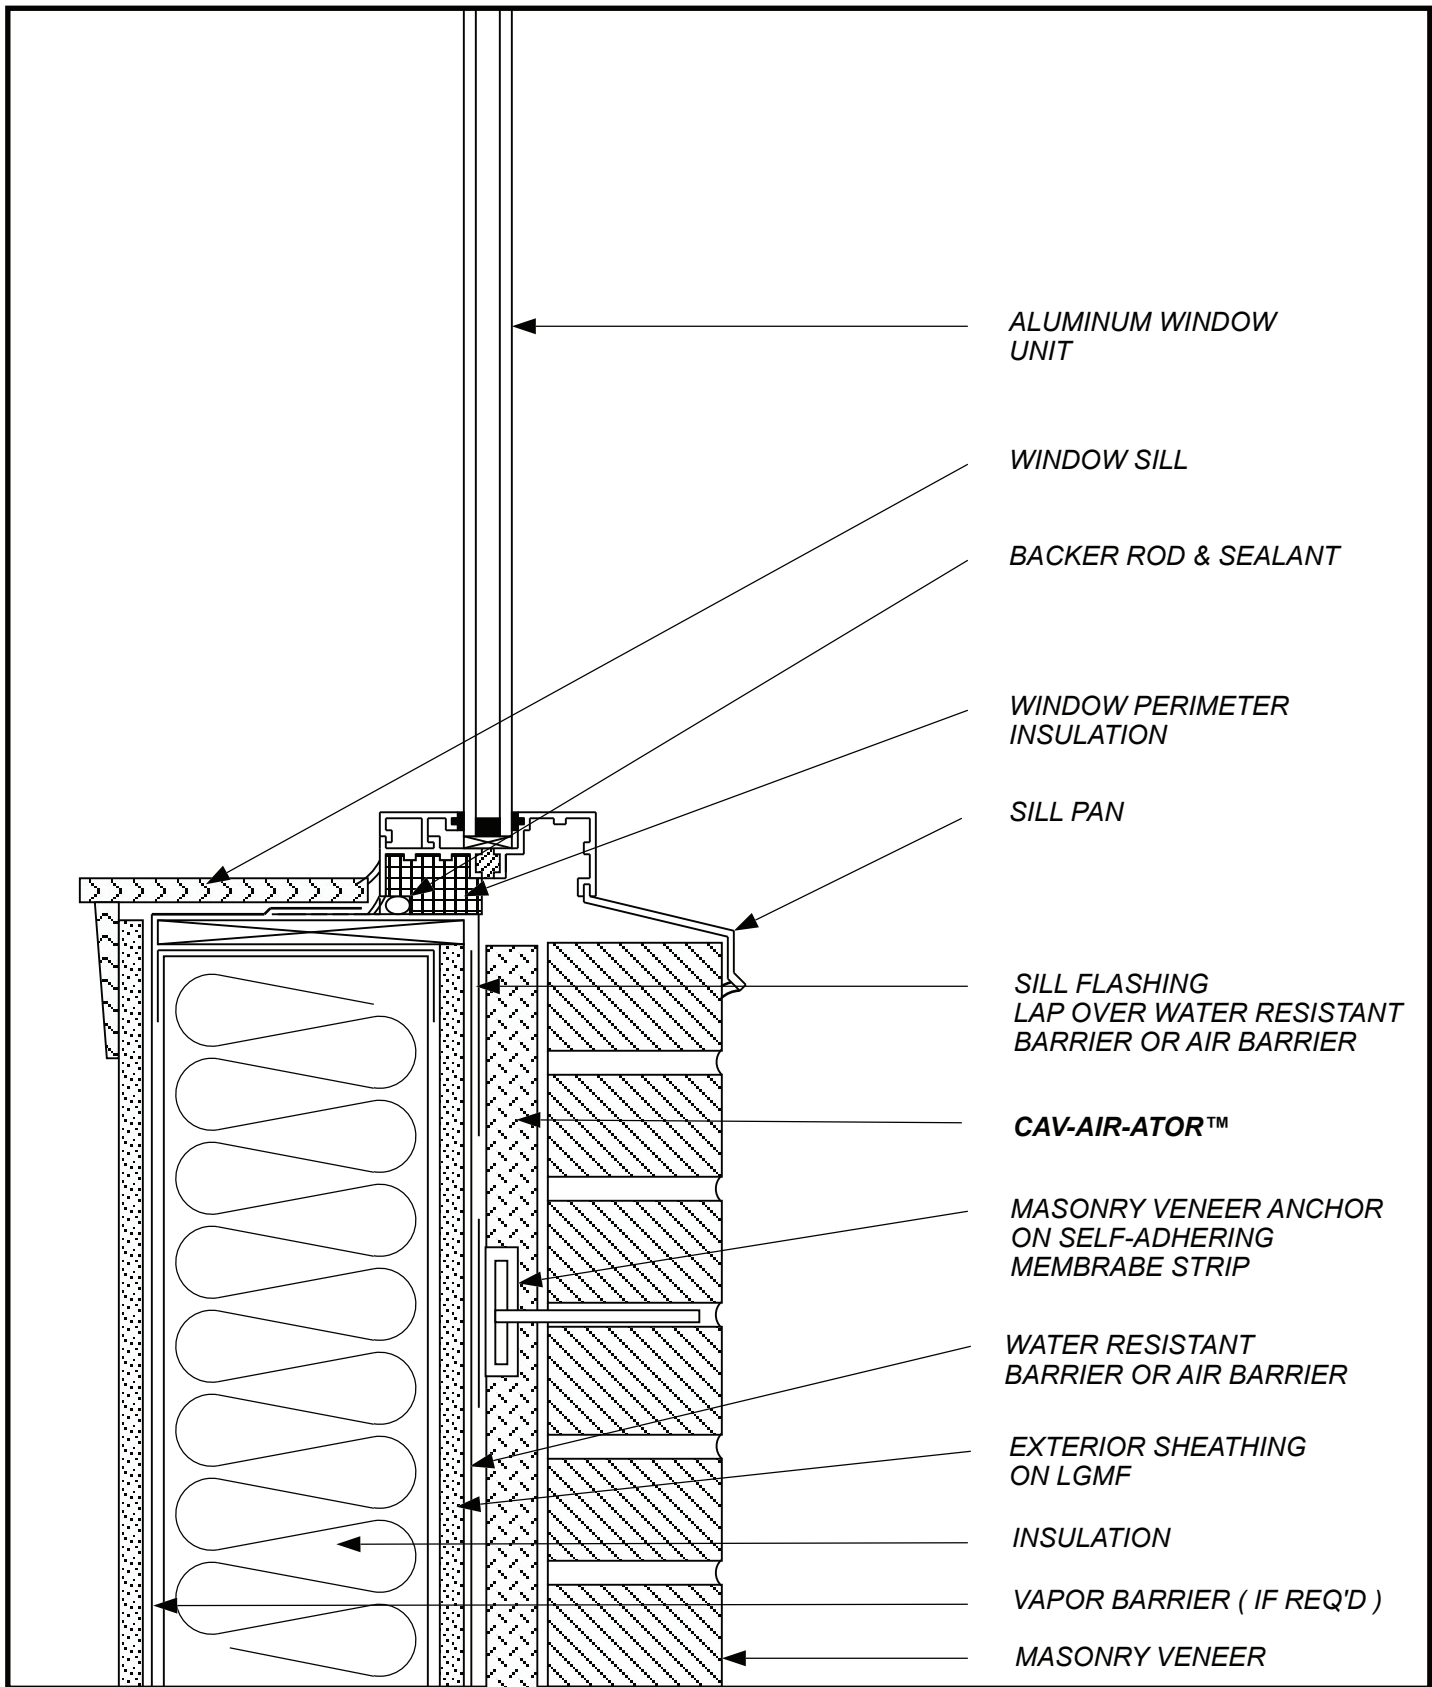 ALUMINUM WINDOW
UNIT
WINDOW SILL
BACKER ROD & SEALANT
WINDOW PERIMETER
INSULATION
SILL PAN
SILL FLASHING
LAP OVER WATER RESISTANT
BARRIER OR AIR BARRIER
CAV-AIR-ATOR™
MASONRY VENEER ANCHOR
ON SELF-ADHERING
MEMBRABE STRIP
WATER RESISTANT
BARRIER OR AIR BARRIER
EXTERIOR SHEATHING
ON LGMF
INSULATION
VAPOR BARRIER ( IF REQ'D )
MASONRY VENEER